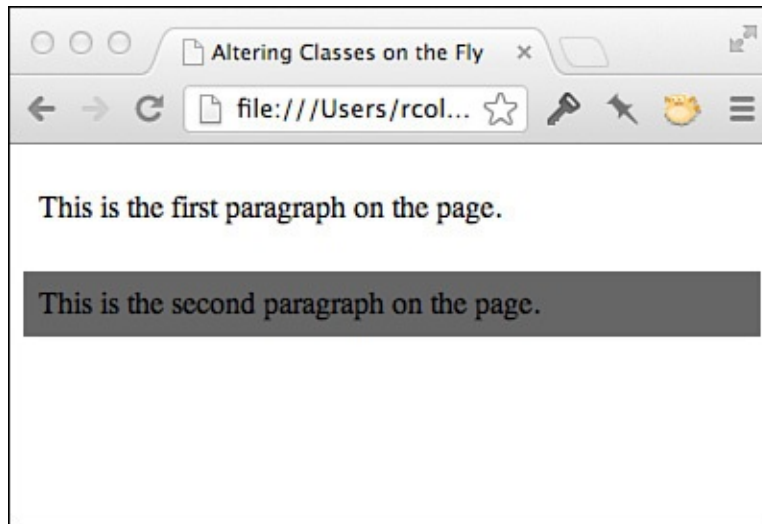 Altering Classes on the Fly
file:///Users/rcol...
This is the first paragraph on the page.
This is the second paragraph on the page.